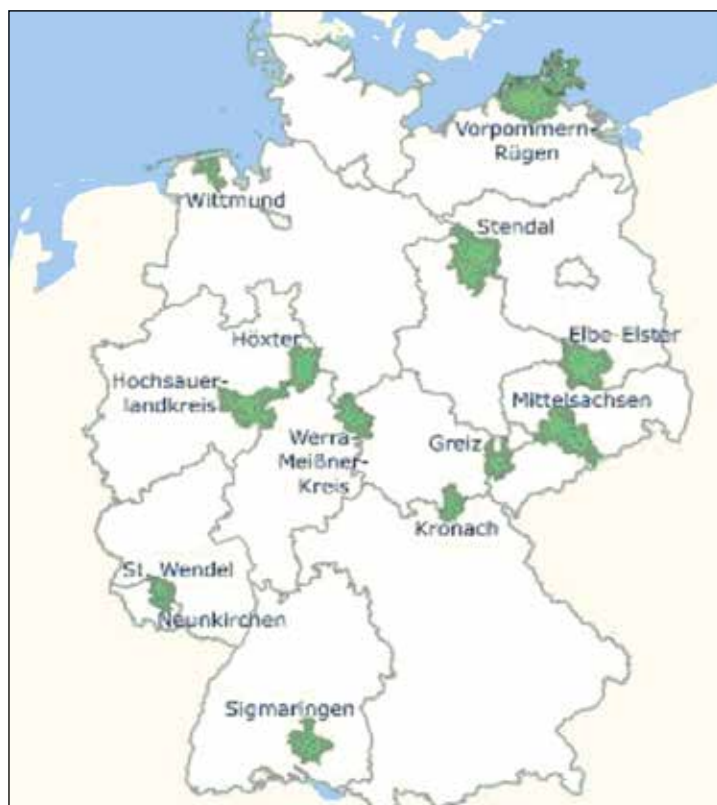 Vorpommern-
Rügen
Wittmund
Stendal
Höxter
Elbe-Elster
Hochsauer-
landkreis
Mittelsachsen
Werra-
Meißner-
Kreis
Greiz
Kronach
St. Wendel
Neunkirchen
Sigmaringen